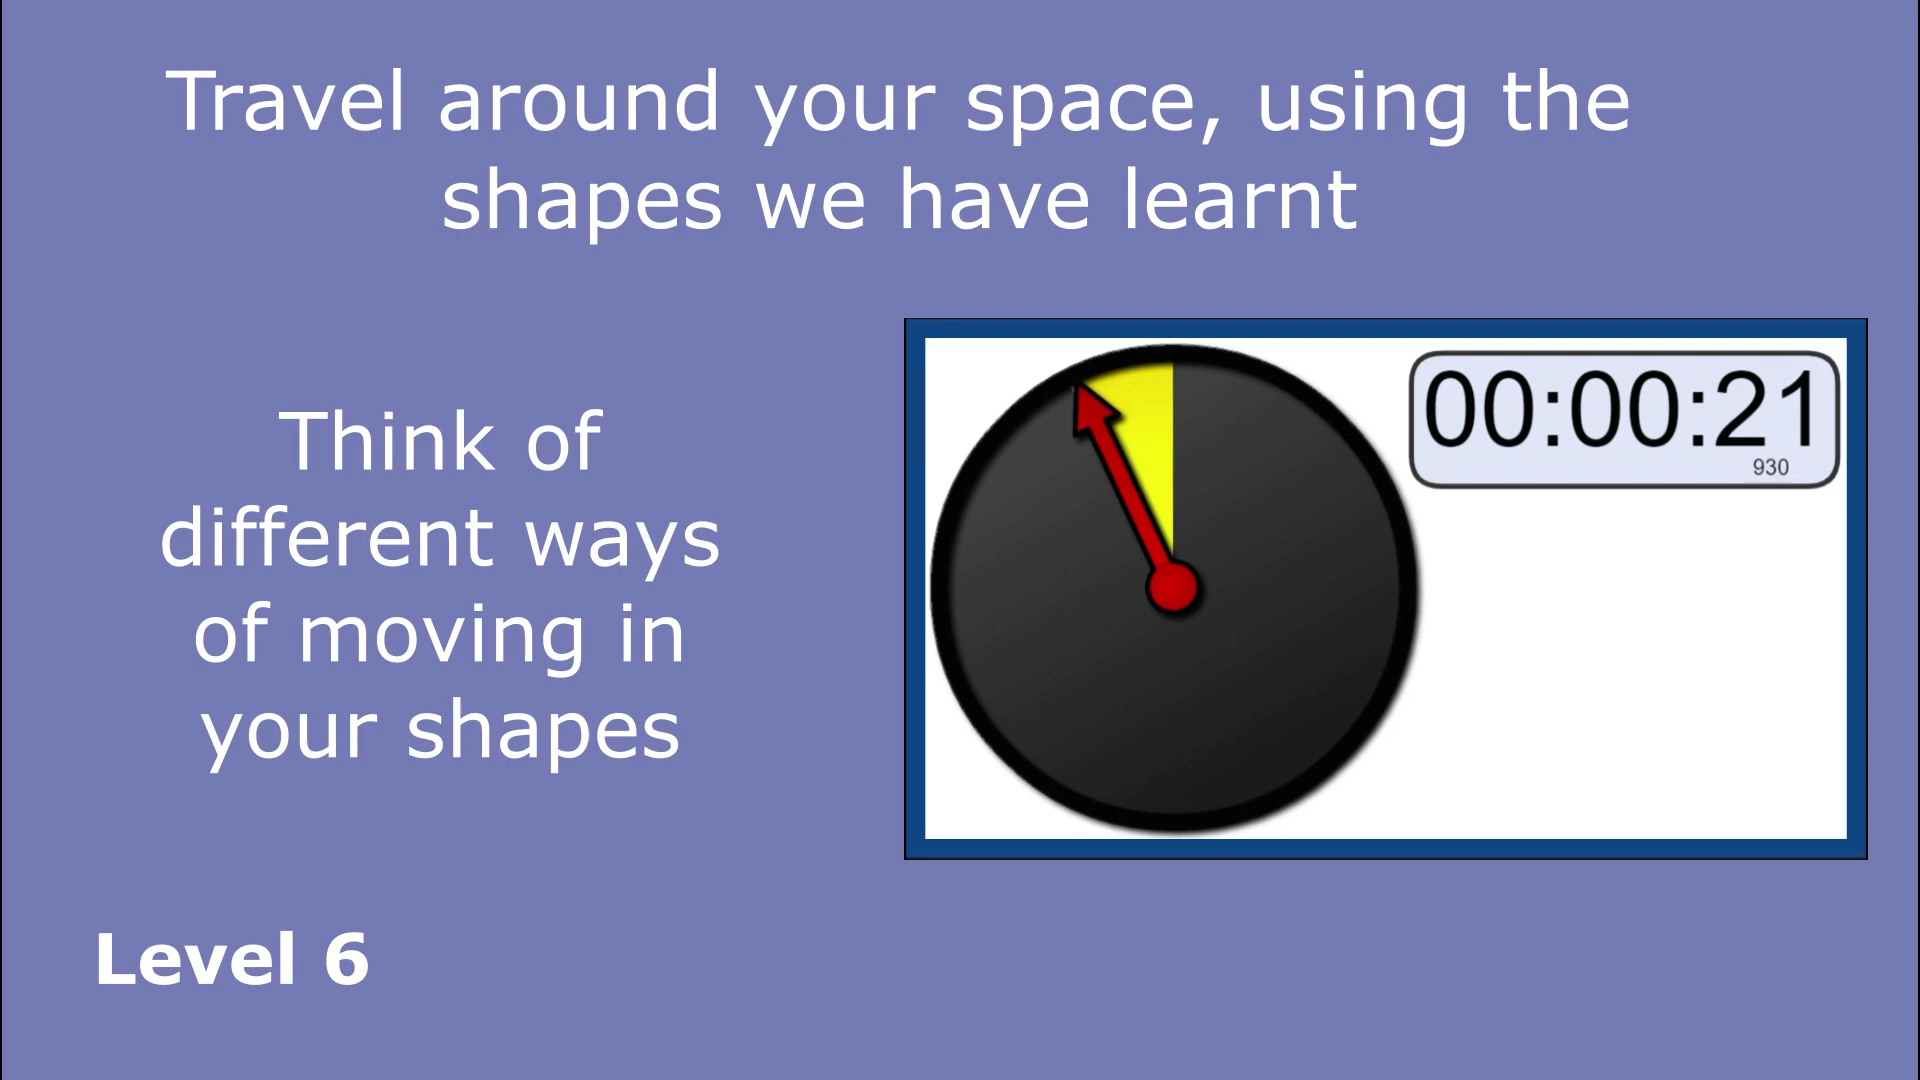 Travel around your space, using the
shapes we have learnt
Think of
different ways
of moving in
your shapes
00:00:21
930
Level 6